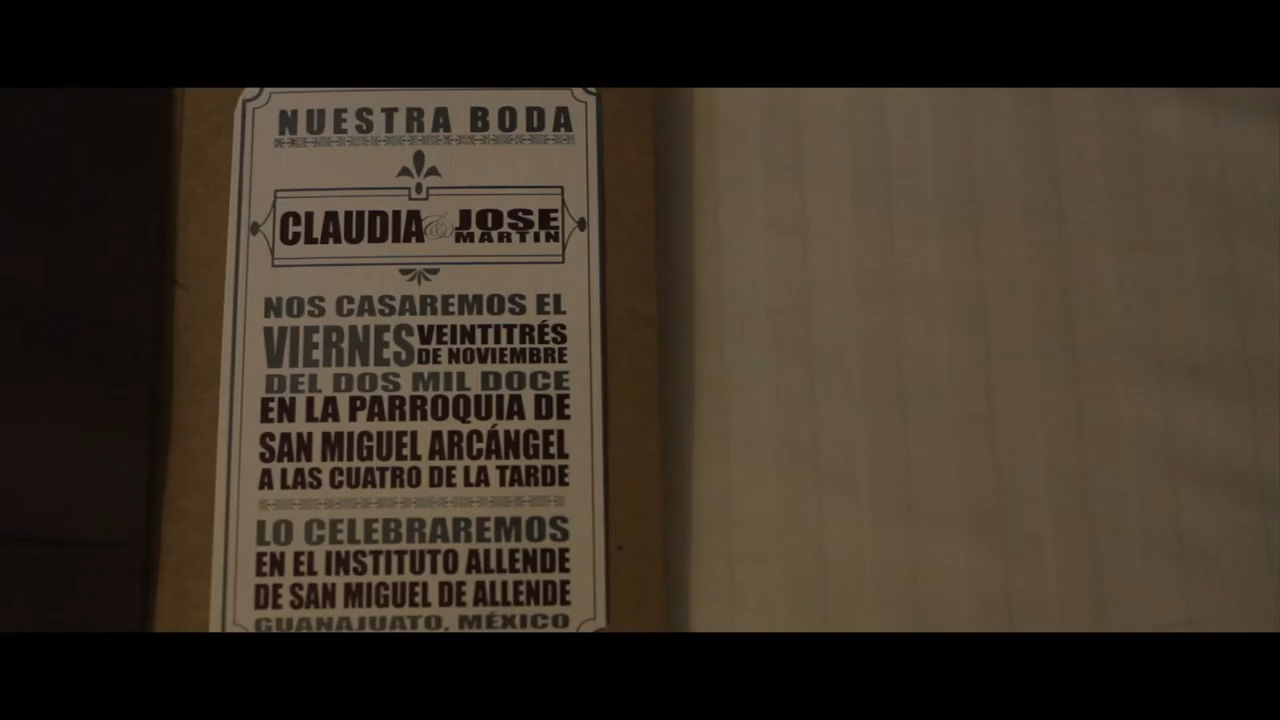 NUESTRA BODA
CLAUDIA & JOSE MARTIN
NOS CASAREMOS EL
VIERNES VEINTITRÉS DE NOVIEMBRE
DEL DOS MIL DOCE
EN LA PARROQUIA DE
SAN MIGUEL ARCÁNGEL
A LAS CUATRO DE LA TARDE
LO CELEBRAREMOS
EN EL INSTITUTO ALLENDE
DE SAN MIGUEL DE ALLENDE
GUANAJUATO, MÉXICO